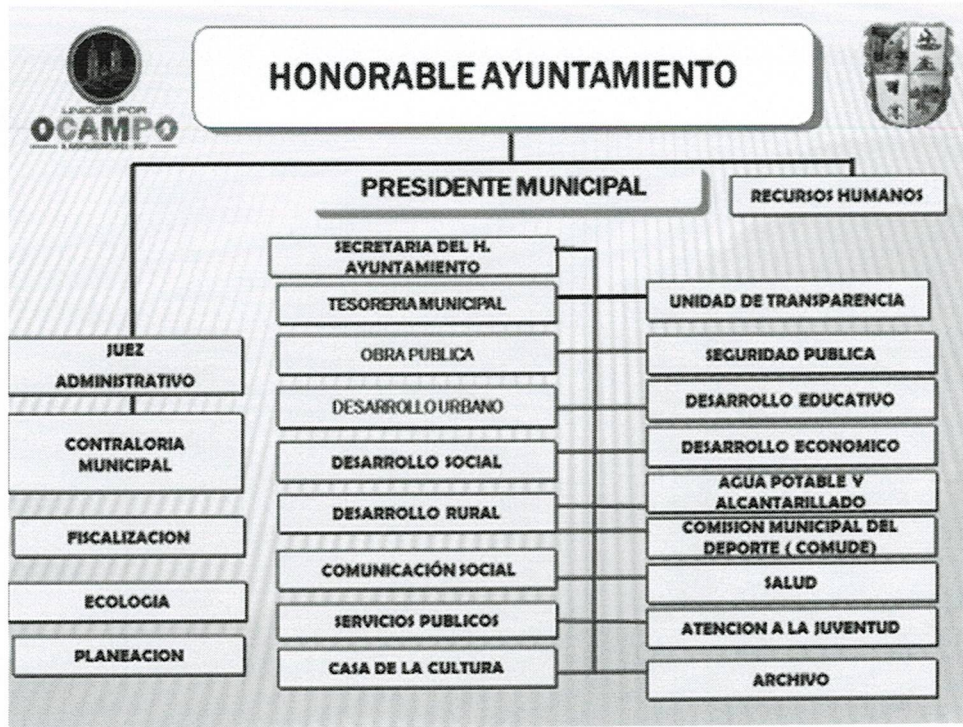 HONORABLE AYUNTAMIENTO
UNIDOS POR
OCAMPO
PRESIDENTE MUNICIPAL
RECURSOS HUMANOS
SECRETARIA DEL H.
AYUNTAMIENTO
TESORERIA MUNICIPAL
UNIDAD DE TRANSPARENCIA
JUEZ
ADMINISTRATIVO
OBRA PUBLICA
SEGURIDAD PUBLICA
DESARROLLO URBANO
DESARROLLO EDUCATIVO
CONTRALORIA
MUNICIPAL
DESARROLLO SOCIAL
DESARROLLO ECONOMICO
AGUA POTABLE Y
ALCANTARILLADO
DESARROLLO RURAL
FISCALIZACION
COMISION MUNICIPAL DEL
DEPORTE ( COMUDE)
COMUNICACIÓN SOCIAL
SALUD
ECOLOGIA
SERVICIOS PUBLICOS
ATENCION A LA JUVENTUD
PLANEACION
CASA DE LA CULTURA
ARCHIVO